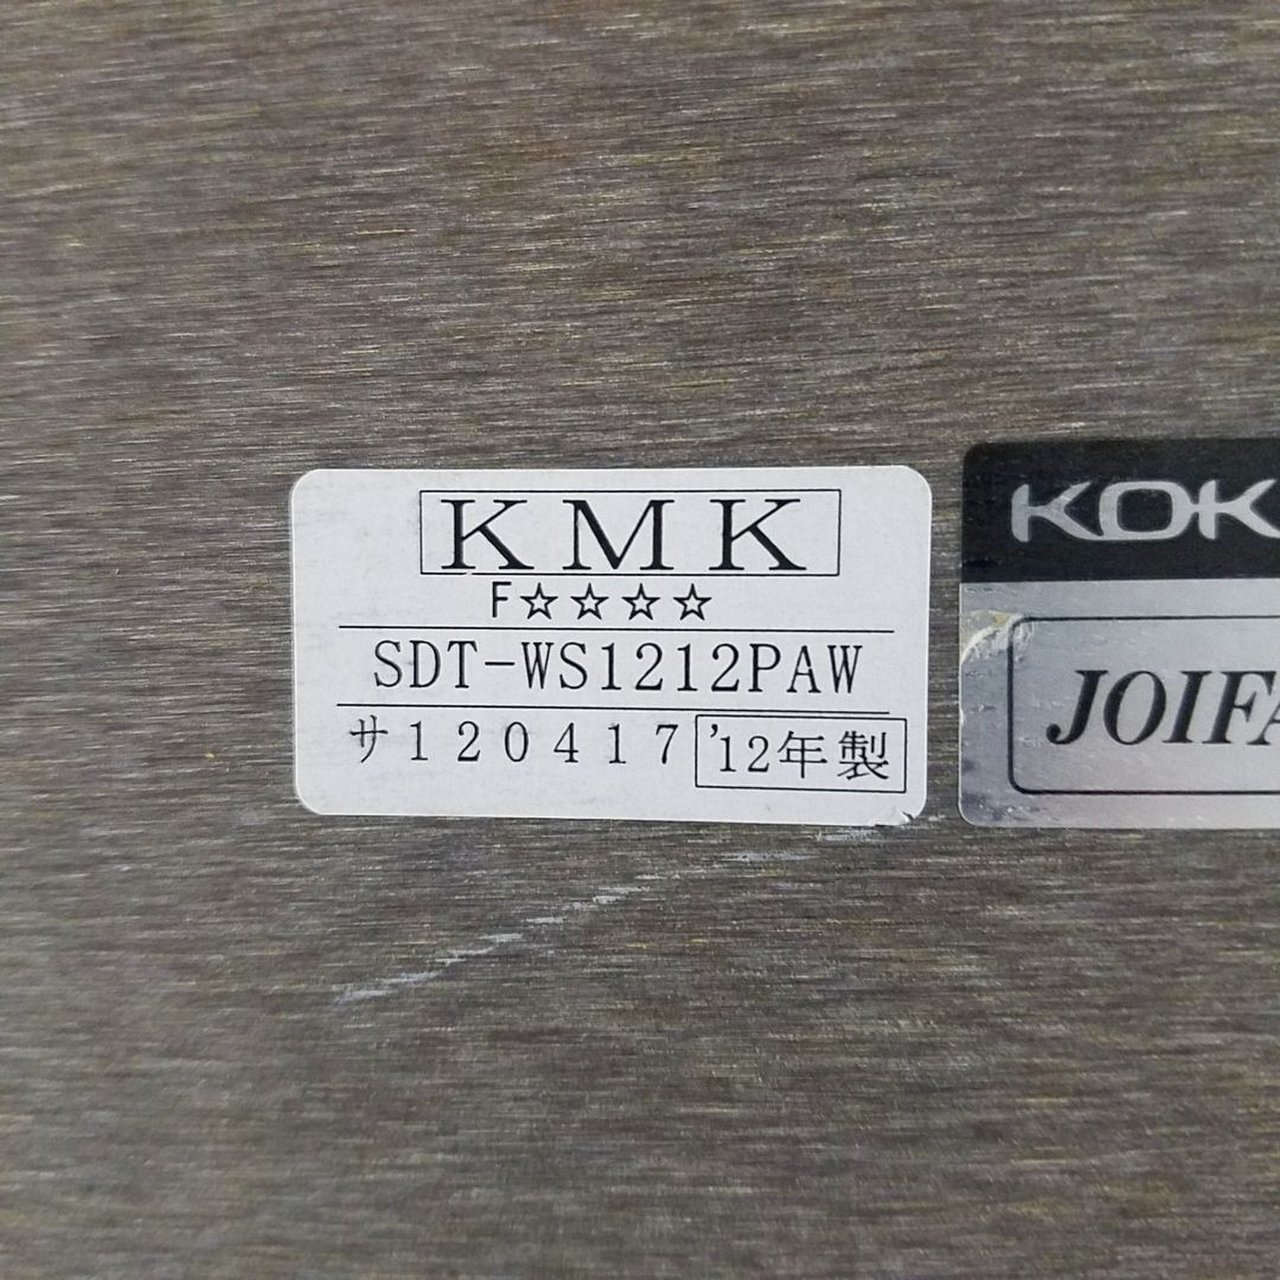 KMK
F☆☆☆☆
SDT-WS1212PAW
サ120417 '12年製
KOK
JOIFA